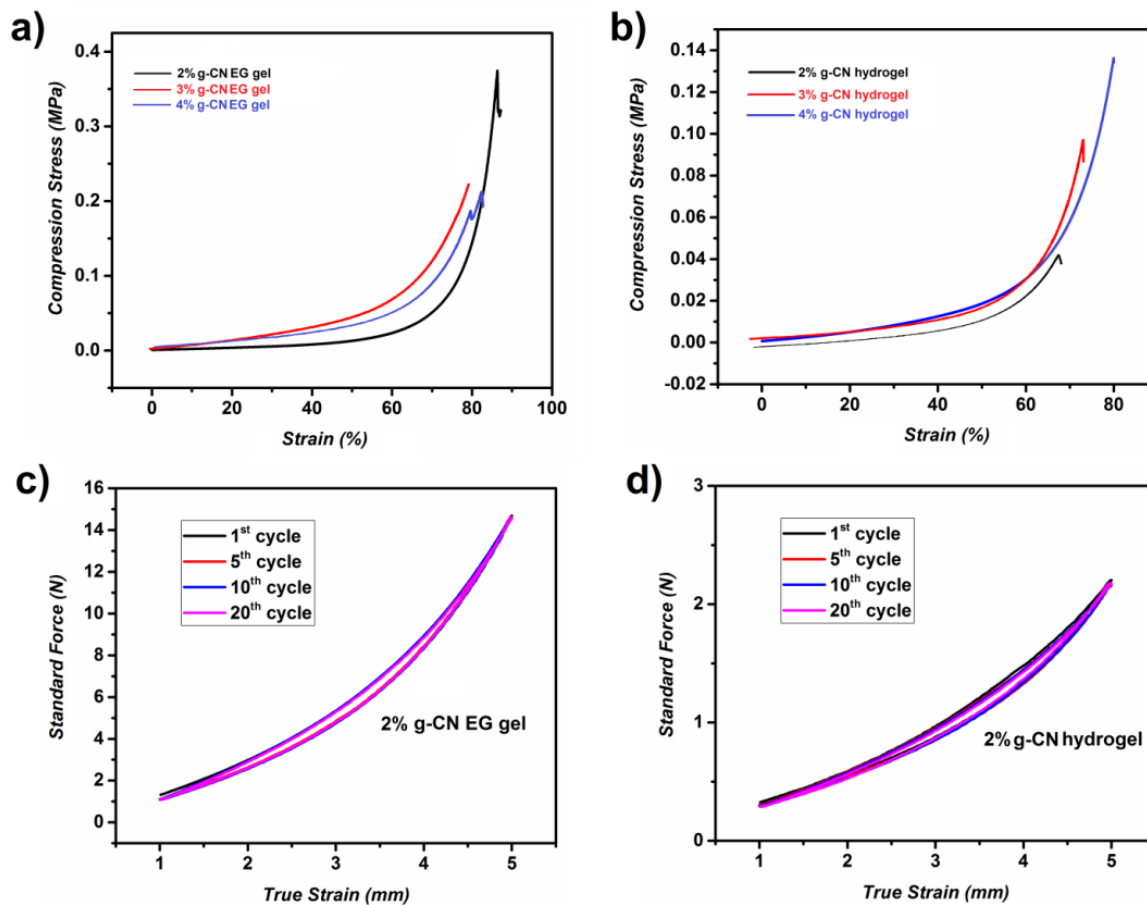 a)
Compression Stress (MPa)
0.4
0.3
0.2
0.1
0.0
2% g-CN EG gel
3% g-CN EG gel
4% g-CN EG gel
0 20 40 60 80 100
Strain (%)
b)
Compression Stress (MPa)
0.14
0.12
0.10
0.08
0.06
0.04
0.02
0.00
-0.02
2% g-CN hydrogel
3% g-CN hydrogel
4% g-CN hydrogel
0 20 40 60 80
Strain (%)
c)
Standard Force (N)
16
14
12
10
8
6
4
2
0
1st cycle
5th cycle
10th cycle
20th cycle
2% g-CN EG gel
1 2 3 4 5
True Strain (mm)
d)
Standard Force (N)
3
2
1
0
1st cycle
5th cycle
10th cycle
20th cycle
2% g-CN hydrogel
1 2 3 4 5
True Strain (mm)